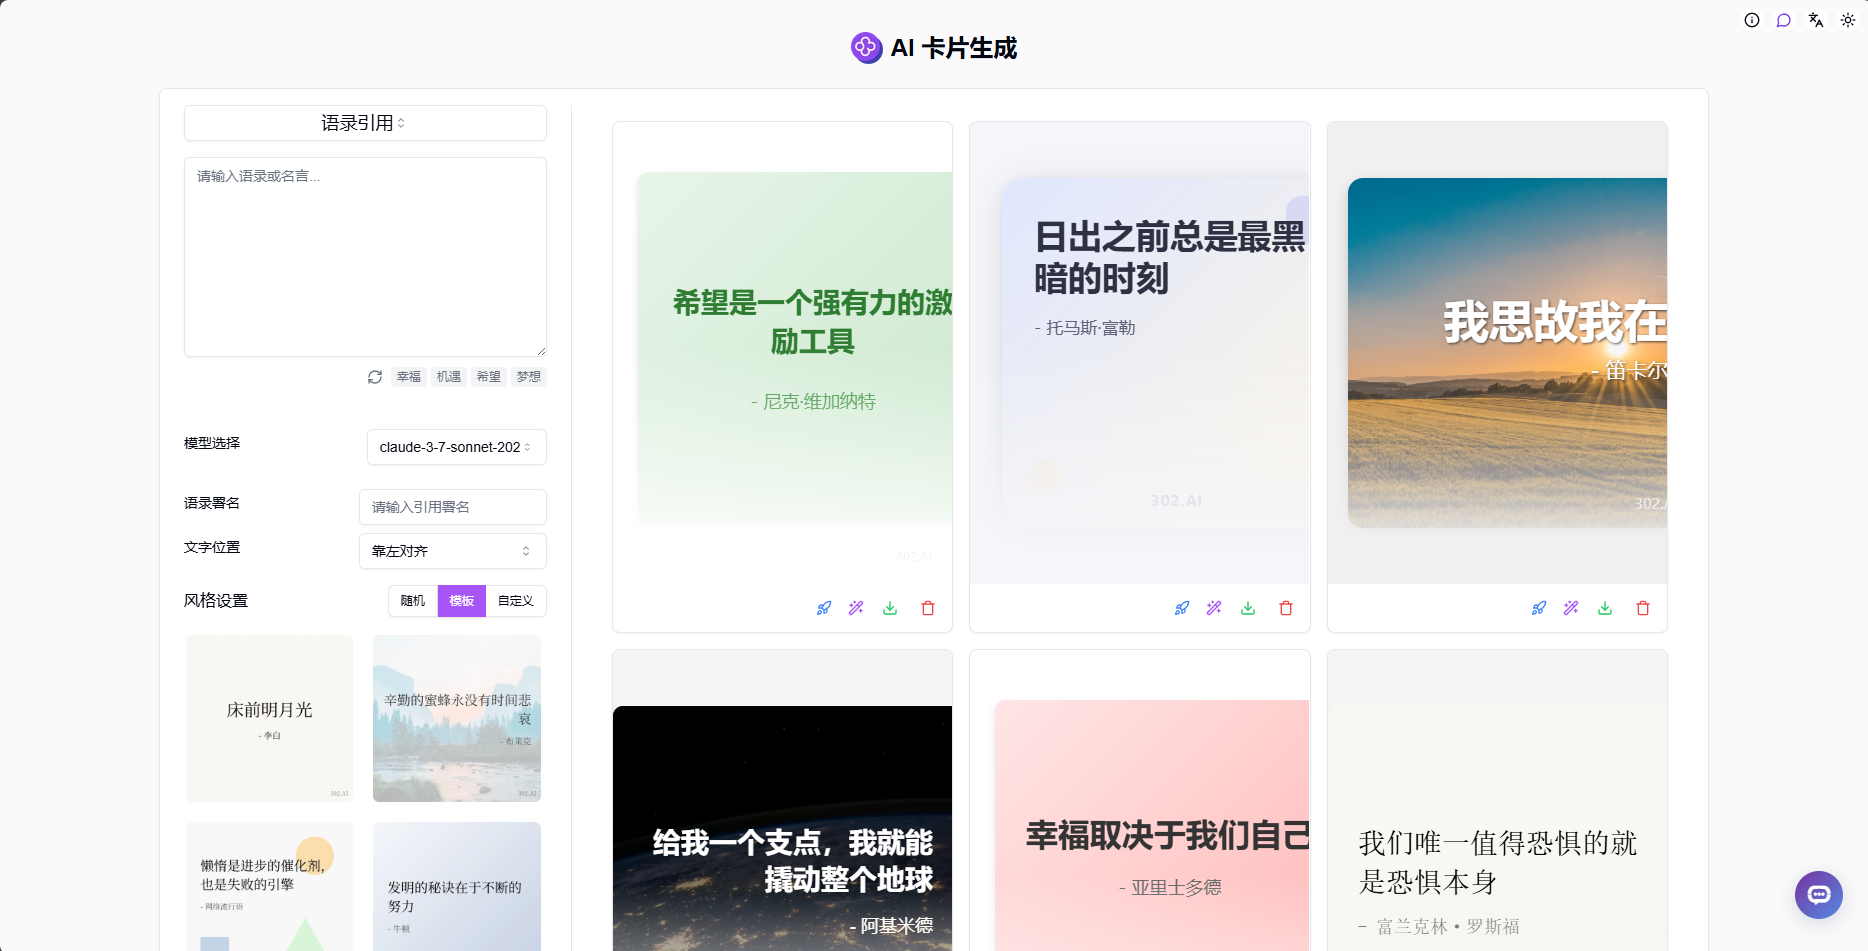 AI 卡片生成
语录引用
请输入语录或名言...
幸福 机遇 希望 梦想
模型选择
claude-3-7-sonnet-202
语录署名
请输入引用署名
文字位置
靠左对齐
风格设置
随机 模板 自定义
床前明月光
- 李白
302.AI
辛勤的蜜蜂永没有时间悲
哀
- 布莱克
302.AI
懒惰是进步的催化剂,
也是失败的引擎
- 网络流行语
发明的秘诀在于不断的
努力
- 牛顿
希望是一个强有力的激
励工具
- 尼克·维加纳特
302.AI
日出之前总是最黑
暗的时刻
- 托马斯·富勒
302.AI
我思故我在
- 笛卡尔
302.
给我一个支点，我就能
撬动整个地球
- 阿基米德
幸福取决于我们自己
- 亚里士多德
我们唯一值得恐惧的就
是恐惧本身
- 富兰克林·罗斯福